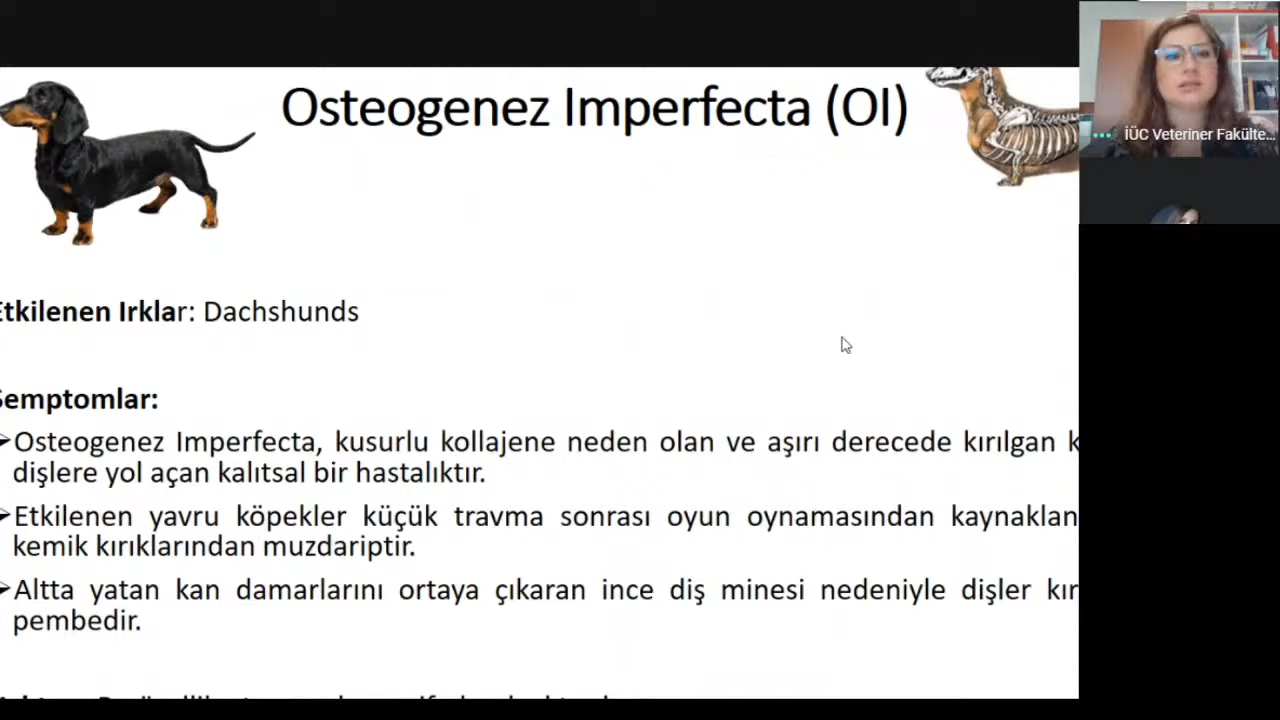 Osteogenez Imperfecta (OI)
İÜC Veteriner Fakülte...
Etkilenen Irklar: Dachshunds
Semptomlar:
➢Osteogenez Imperfecta, kusurlu kollajene neden olan ve aşırı derecede kırılgan
dişlere yol açan kalıtsal bir hastalıktır.
➢Etkilenen yavru köpekler küçük travma sonrası oyun oynamasından kaynaklan
kemik kırıklarından muzdariptir.
➢Altta yatan kan damarlarını ortaya çıkaran ince diş minesi nedeniyle dişler kır
pembedir.